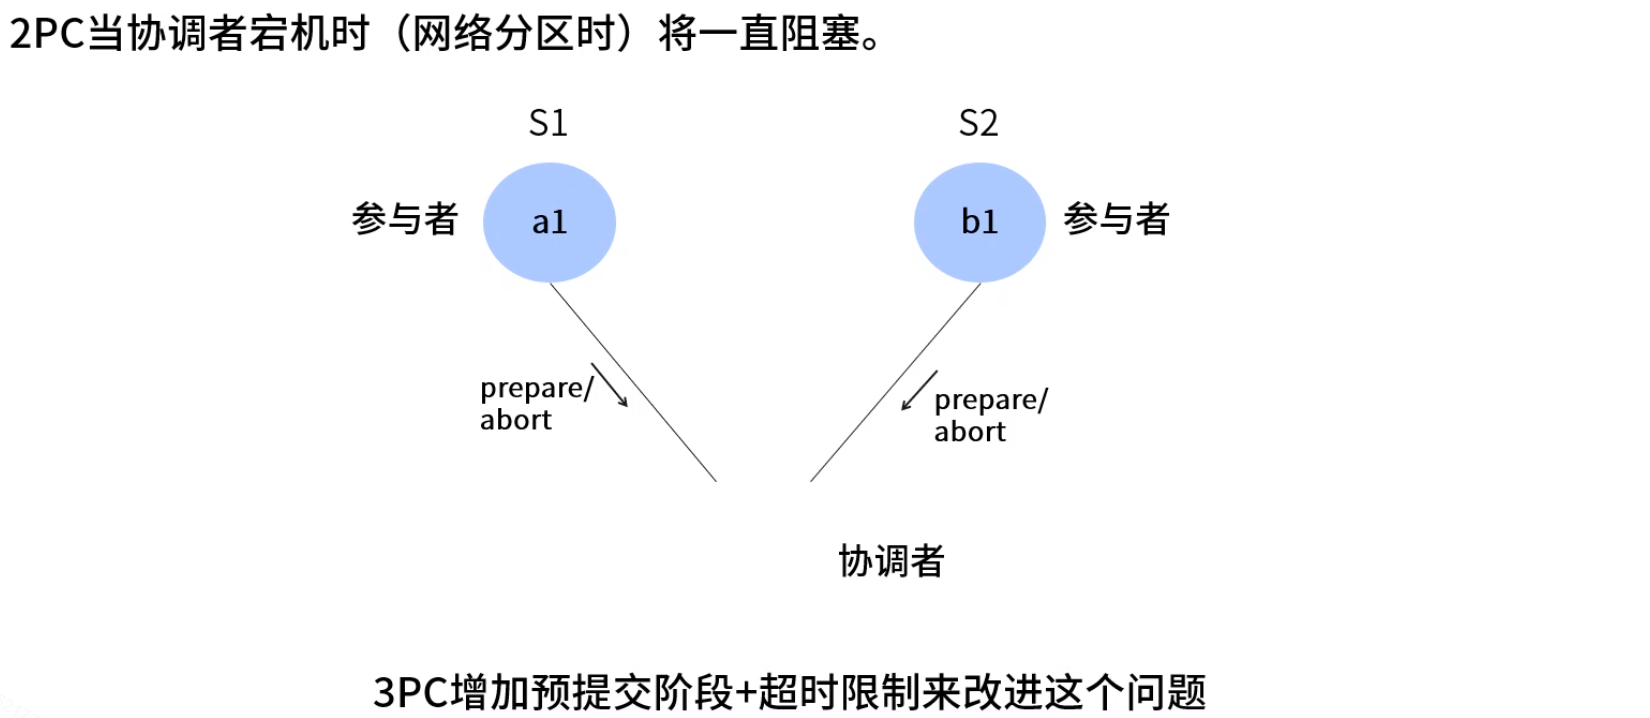 2PC当协调者宕机时（网络分区时）将一直阻塞。
S1
S2
参与者
a1
b1
参与者
prepare/
abort
prepare/
abort
协调者
3PC增加预提交阶段+超时限制来改进这个问题